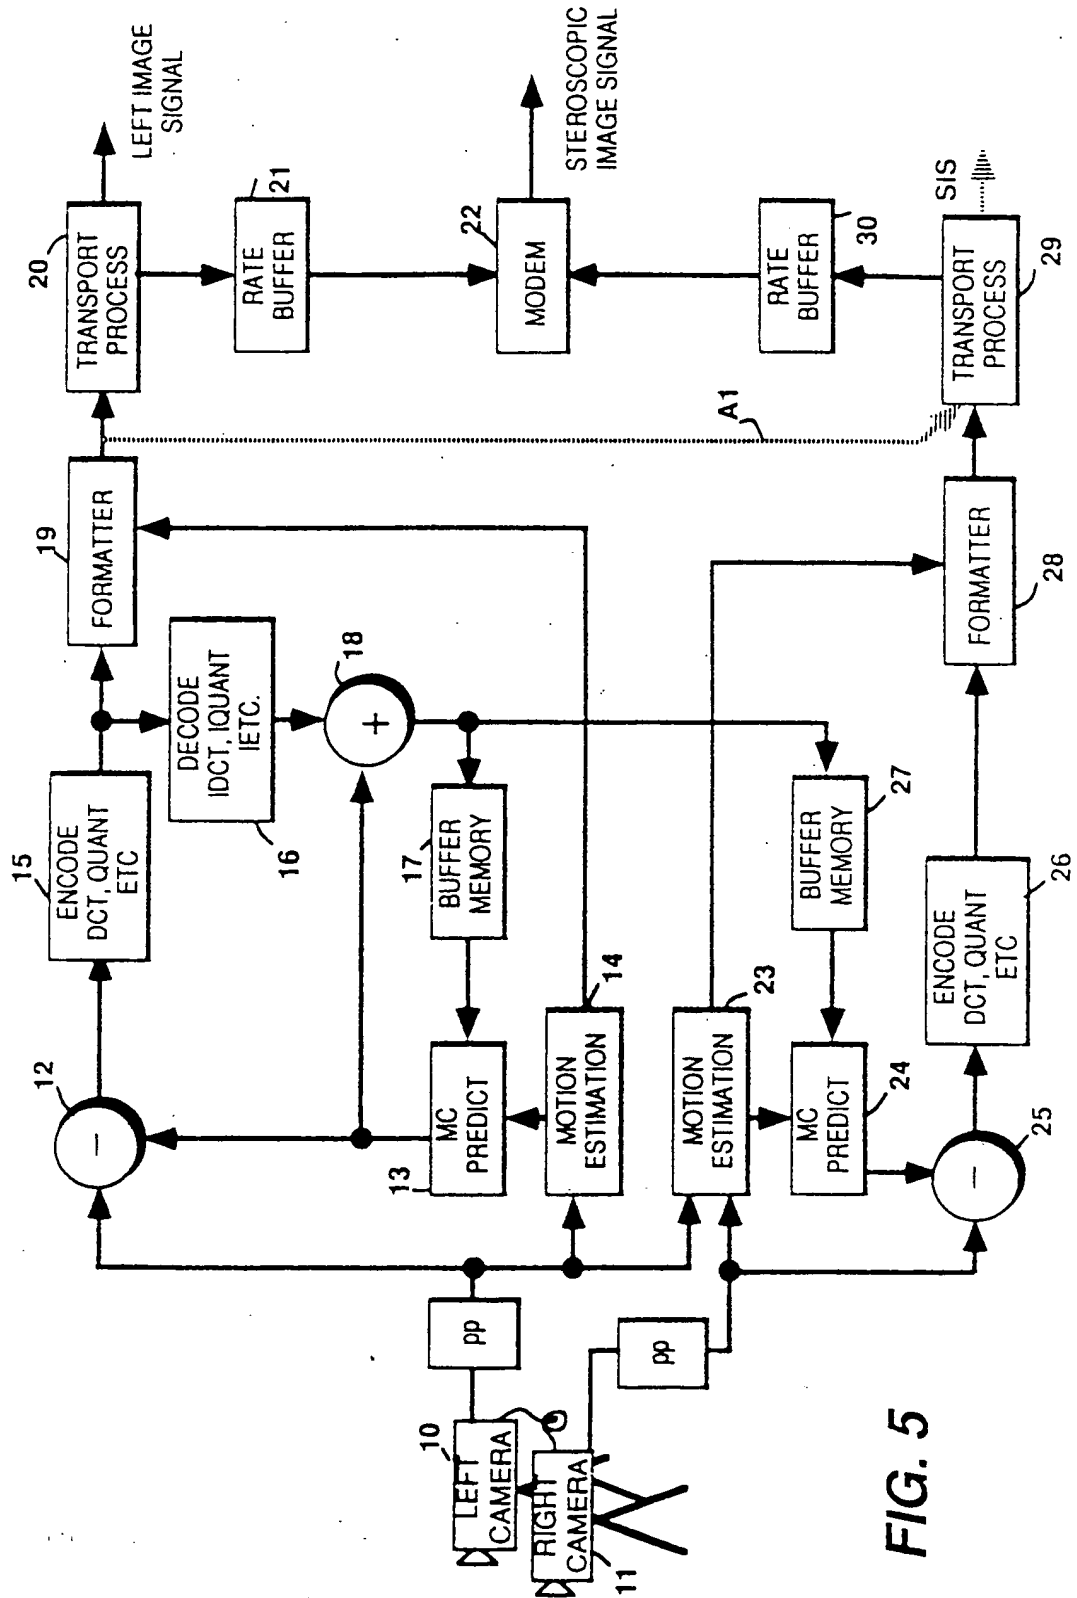 LEFT IMAGE
SIGNAL
STEROSCOPIC
IMAGE SIGNAL
SIS
20
TRANSPORT
PROCESS
21
RATE
BUFFER
22
MODEM
RATE
BUFFER
30
TRANSPORT
PROCESS
29
A1
19
FORMATTER
FORMATTER
28
DECODE
IDCT, IQUANT
IETC.
16
18
+
15
ENCODE
DCT, QUANT
ETC
17
BUFFER
MEMORY
BUFFER
MEMORY
27
ENCODE
DCT, QUANT
ETC
26
12
−
MC
PREDICT
13
MOTION
ESTIMATION
14
MOTION
ESTIMATION
23
MC
PREDICT
24
−
25
pp
pp
10
LEFT
CAMERA
RIGHT
CAMERA
11
FIG. 5